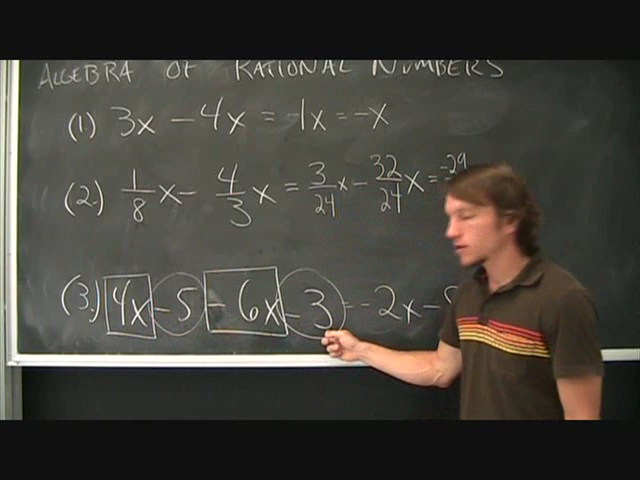 ALGEBRA OF RATIONAL NUMBERS
(1.) 3x - 4x = -1x = -x
(2.) 1/8 x - 4/3 x = 3/24 x - 32/24 x = -29
(3.) 4x - 5 - 6x - 3 = -2x -